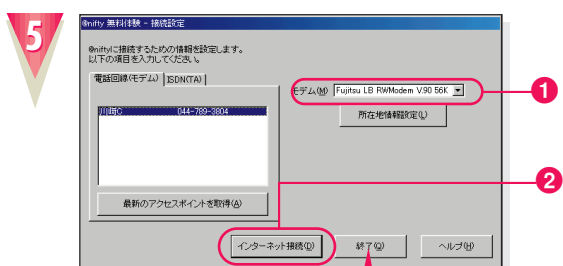 5
@nifty 無料体験 - 接続設定
@niftyに接続するための情報を設定します。
以下の項目を入力してください。
電話回線(モデム) ISDN(TA)
モデム(M) Fujitsu LB RWModem V.90 56K
1
川崎C 044-789-3804
所在地情報設定(L)
最新のアクセスポイントを取得(A)
2
インターネット接続(D) 終了(Q) ヘルプ(H)